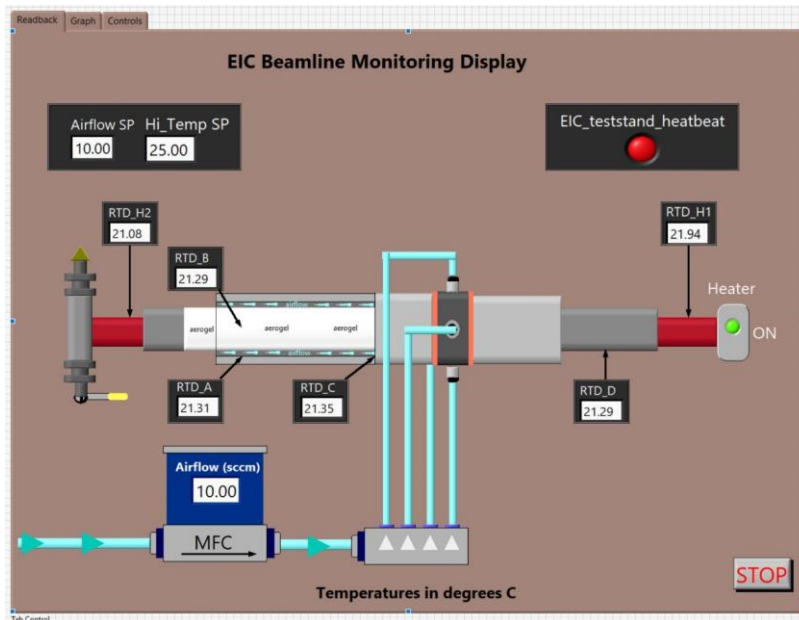 Readback Graph Controls
EIC Beamline Monitoring Display
Airflow SP Hi_Temp SP
10.00 25.00
EIC_teststand_heatbeat
RTD_H2
21.08
RTD_H1
21.94
RTD_B
21.29
Heater
ON
airflow
aerogel aerogel aerogel
airflow
RTD_A
21.31
RTD_C
21.35
RTD_D
21.29
Airflow (sccm)
10.00
MFC
STOP
Temperatures in degrees C
Tab Control